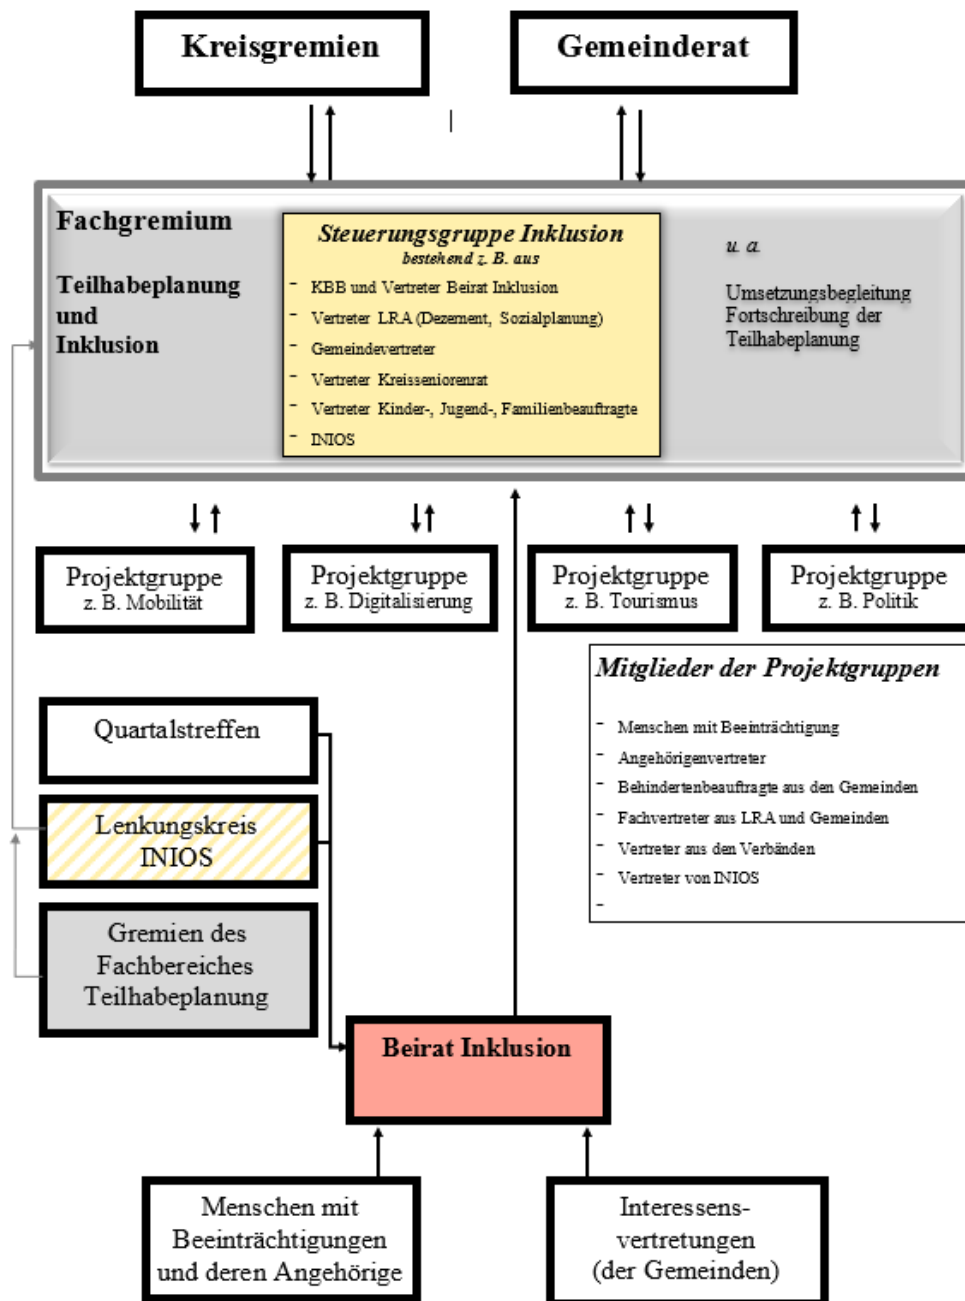 Kreisgremien
Gemeinderat
Fachgremium
Teilhabeplanung
und
Inklusion
Steuerungsgruppe Inklusion
bestehend z. B. aus
- KBB und Vertreter Beirat Inklusion
- Vertreter LRA (Dezernent, Sozialplanung)
- Gemeindevertreter
- Vertreter Kreisseniorenrat
- Vertreter Kinder-, Jugend-, Familienbeauftragte
- INIOS
u. a.
Umsetzungsbegleitung
Fortschreibung der
Teilhabeplanung
Projektgruppe
z. B. Mobilität
Projektgruppe
z. B. Digitalisierung
Projektgruppe
z. B. Tourismus
Projektgruppe
z. B. Politik
Mitglieder der Projektgruppen
- Menschen mit Beeinträchtigung
- Angehörigenvertreter
- Behindertenbeauftragte aus den Gemeinden
- Fachvertreter aus LRA und Gemeinden
- Vertreter aus den Verbänden
- Vertreter von INIOS
-
Quartalstreffen
Lenkungskreis
INIOS
Gremien des
Fachbereiches
Teilhabeplanung
Beirat Inklusion
Menschen mit
Beeinträchtigungen
und deren Angehörige
Interessens-
vertretungen
(der Gemeinden)